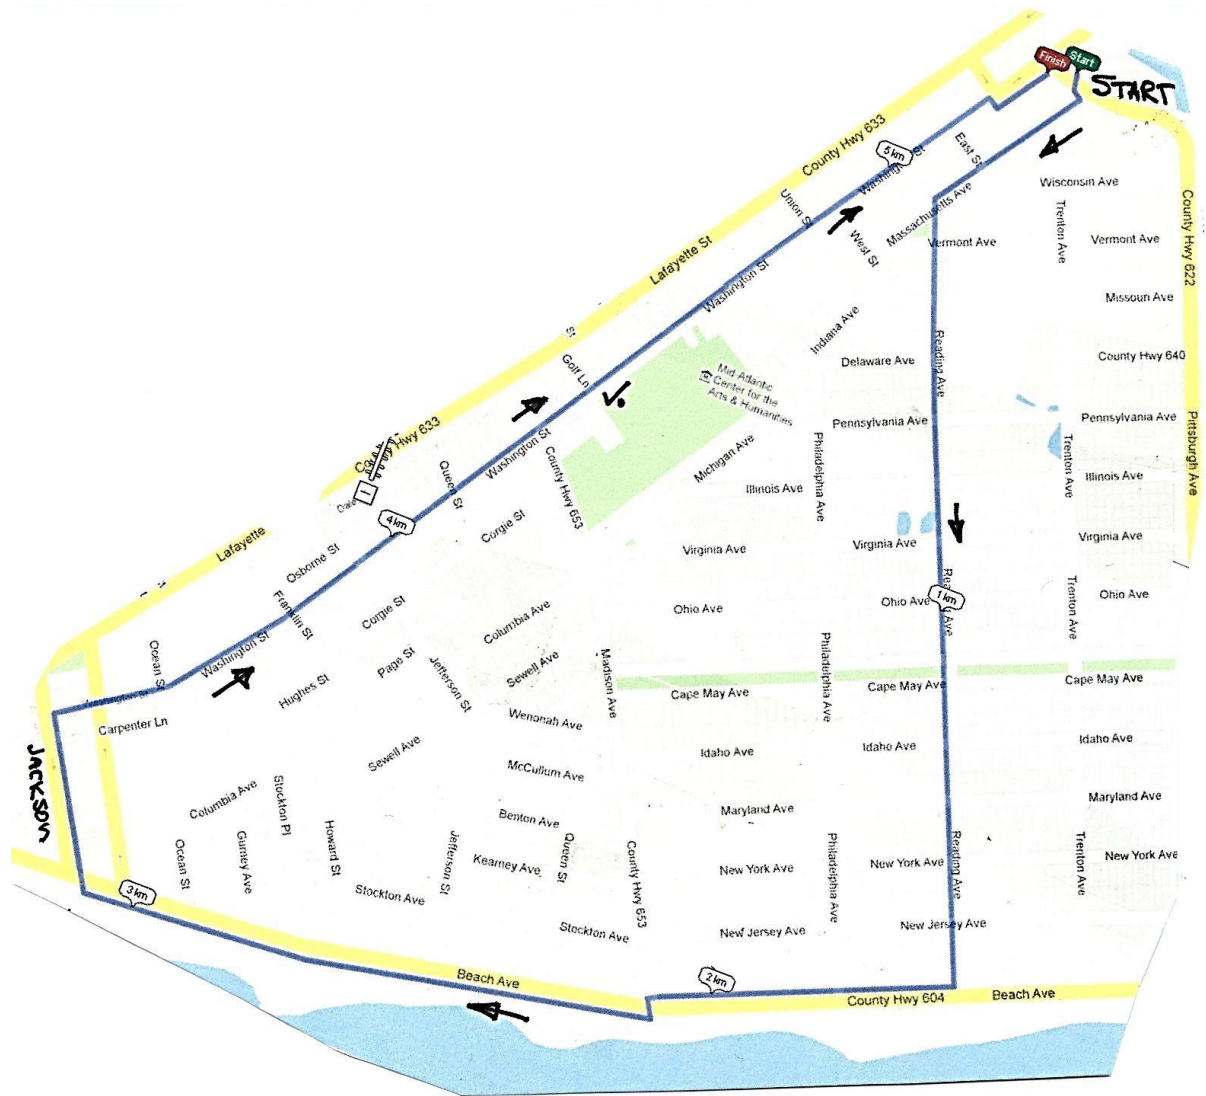 Finish
Start
START
County Hwy 633
5 km
Washington St
East St
Wisconsin Ave
Massachusetts Ave
Union St
Trenton Ave
County Hwy 622
West St
Vermont Ave
Vermont Ave
Lafayette St
Washington St
Missouri Ave
Indiana Ave
St
Golf Ln
Delaware Ave
Reading Ave
County Hwy 640
Mid Atlantic
Center for the
Arts & Humanities
Pennsylvania Ave
Pennsylvania Ave
County Hwy 633
Washington St
Michigan Ave
Philadelphia Ave
Trenton Ave
Pittsburgh Ave
Queen St
County Hwy 653
Illinois Ave
Illinois Ave
4 km
Corgie St
Lafayette
Osborne St
Virginia Ave
Virginia Ave
Virginia Ave
Franklin St
Corgie St
Columbia Ave
Ohio Ave
Ohio Ave
1 km
Trenton Ave
Ohio Ave
Ocean St
Washington St
Page St
Jefferson St
Sewell Ave
Madison Ave
Philadelphia Ave
Hughes St
Washington St
Cape May Ave
Cape May Ave
Cape May Ave
Carpenter Ln
Wenonah Ave
JACKSON
Sewell Ave
Idaho Ave
Idaho Ave
Idaho Ave
McCullum Ave
Columbia Ave
Stockton Pl
Benton Ave
Maryland Ave
Maryland Ave
Ocean St
Gurney Ave
Howard St
Jefferson St
Kearney Ave
Queen St
County Hwy 653
New York Ave
Philadelphia Ave
New York Ave
Reading Ave
Trenton Ave
New York Ave
3 km
Stockton Ave
Stockton Ave
New Jersey Ave
New Jersey Ave
Beach Ave
2 km
County Hwy 604
Beach Ave